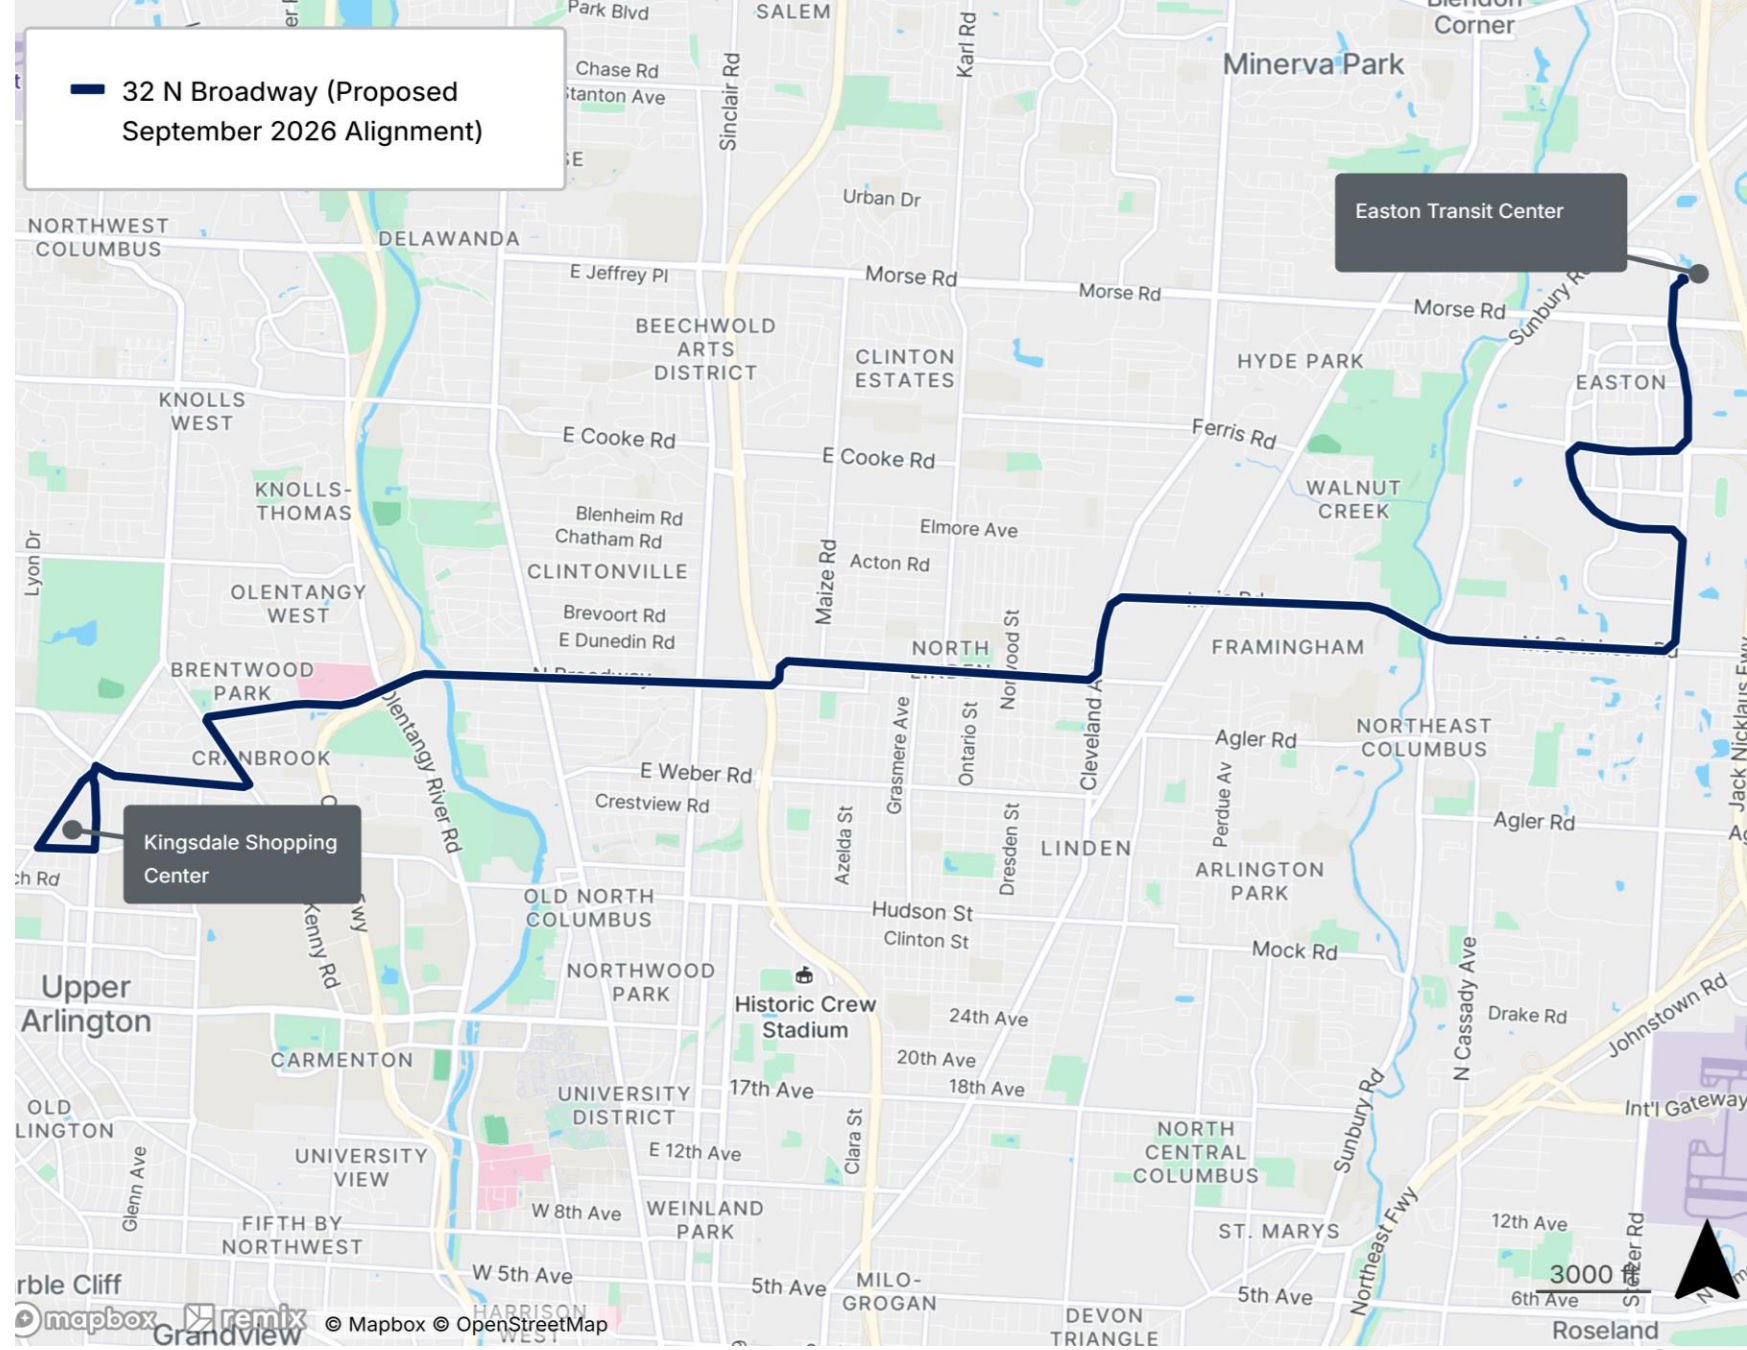 32 N Broadway (Proposed
September 2026 Alignment)
Park Blvd
SALEM
Karl Rd
Corner
Minerva Park
Chase Rd
Stanton Ave
Sinclair Rd
Urban Dr
Easton Transit Center
NORTHWEST
COLUMBUS
DELAWANDA
E Jeffrey Pl
Morse Rd
Morse Rd
Morse Rd
Sunbury Rd
BEECHWOLD
ARTS
DISTRICT
CLINTON
ESTATES
HYDE PARK
EASTON
KNOLLS
WEST
E Cooke Rd
E Cooke Rd
Ferris Rd
KNOLLS-
THOMAS
WALNUT
CREEK
Blenheim Rd
Chatham Rd
Elmore Ave
Lyon Dr
CLINTONVILLE
Maize Rd
Acton Rd
OLENTANGY
WEST
Brevoort Rd
E Dunedin Rd
NORTH
Norwood St
FRAMINGHAM
BRENTWOOD
PARK
N Broadway
Olentangy River Rd
Grasmere Ave
Ontario St
Cleveland A
Agler Rd
NORTHEAST
COLUMBUS
Jack Nicklaus Fwy
CRANBROOK
E Weber Rd
Crestview Rd
Perdue Av
Agler Rd
Kingsdale Shopping
Center
Azelda St
Dresden St
LINDEN
ch Rd
ARLINGTON
PARK
OLD NORTH
COLUMBUS
Kenny Rd
Fwy
Hudson St
Clinton St
Mock Rd
N Cassady Ave
Upper
Arlington
NORTHWOOD
PARK
Historic Crew
Stadium
24th Ave
Drake Rd
Johnstown Rd
CARMENTON
20th Ave
18th Ave
UNIVERSITY
DISTRICT
17th Ave
Sunbury Rd
Int'l Gateway
OLD
LINGTON
Clara St
NORTH
CENTRAL
COLUMBUS
Glenn Ave
UNIVERSITY
VIEW
E 12th Ave
W 8th Ave
WEINLAND
PARK
FIFTH BY
NORTHWEST
ST. MARYS
Northeast Fwy
12th Ave
Stelzer Rd
rble Cliff
W 5th Ave
5th Ave
MILO-
GROGAN
5th Ave
3000 ft
6th Ave
mapbox
remix
© Mapbox © OpenStreetMap
Grandview
HARRISON
WEST
DEVON
TRIANGLE
Roseland